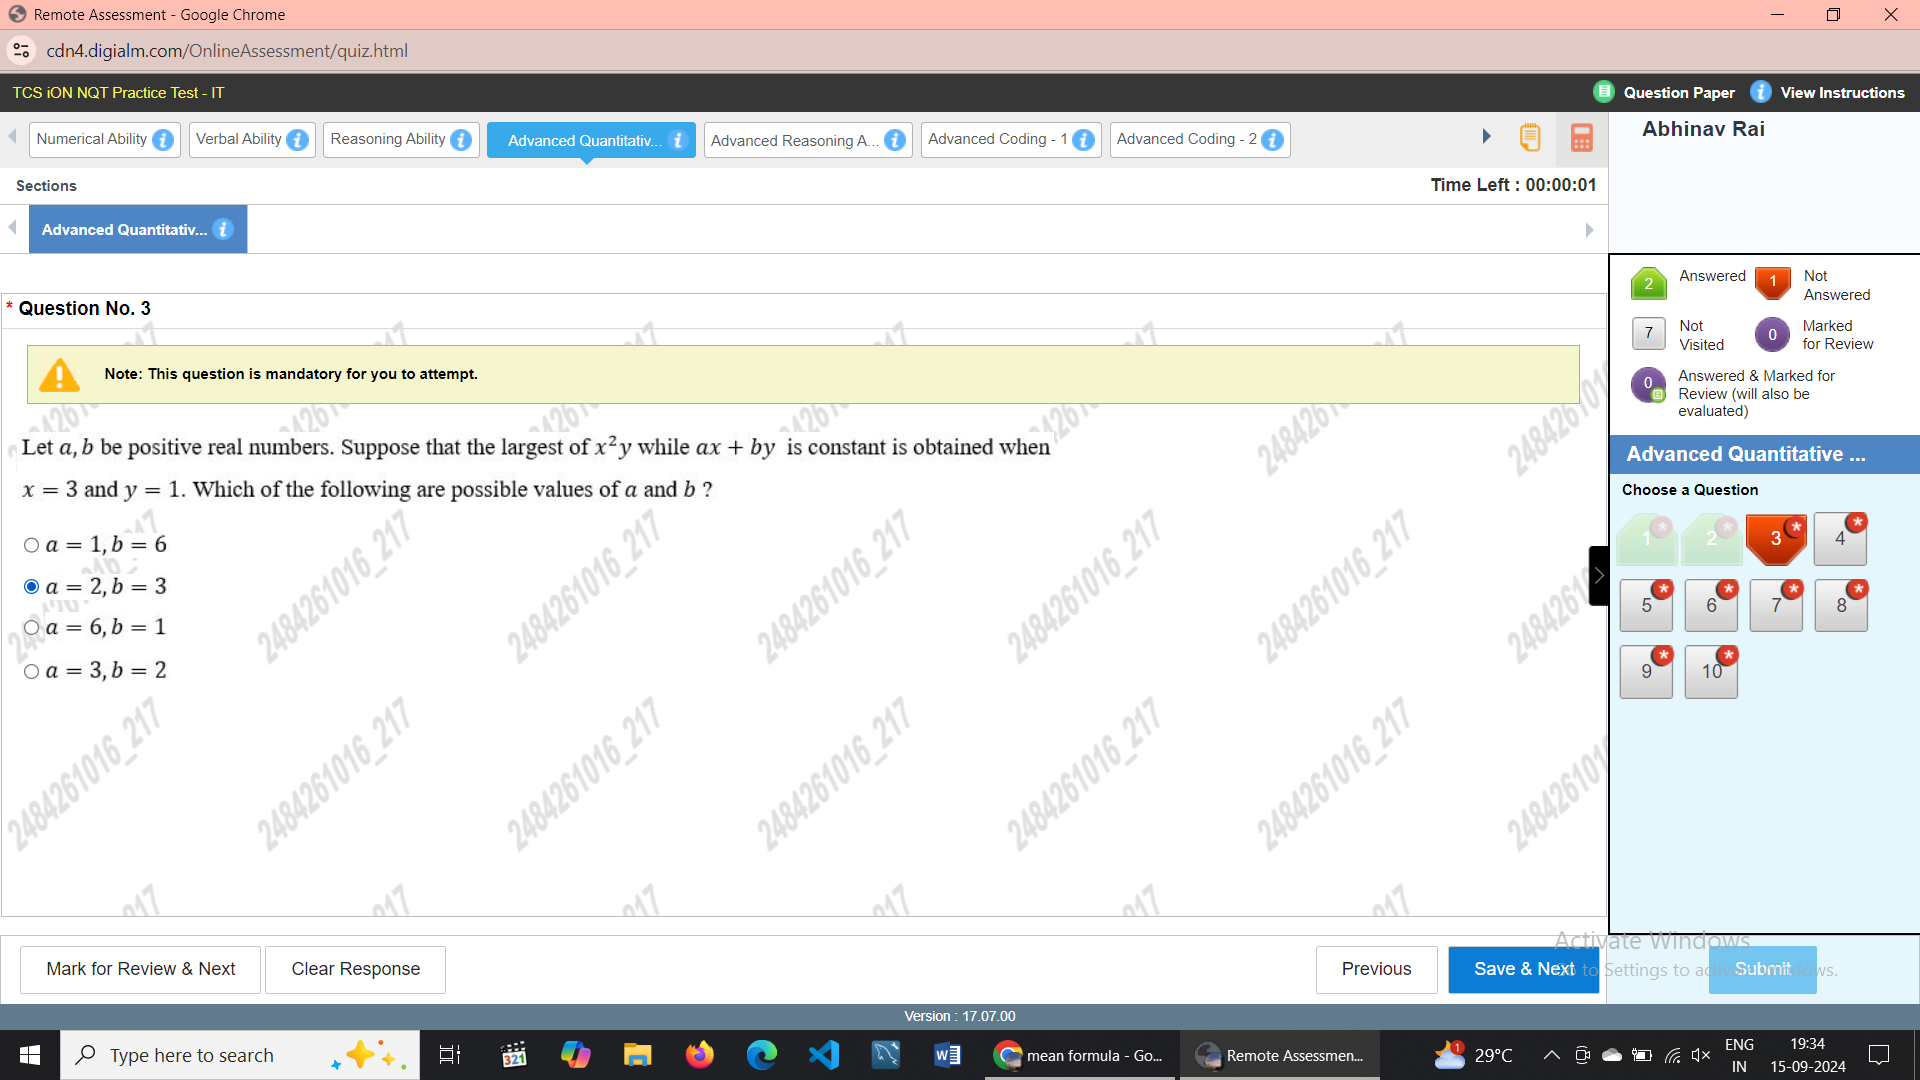 Remote Assessment - Google Chrome
cdn4.digialm.com/OnlineAssessment/quiz.html
TCS iON NQT Practice Test - IT
Question Paper
View Instructions
Numerical Ability
Verbal Ability
Reasoning Ability
Advanced Quantitativ...
Advanced Reasoning A...
Advanced Coding - 1
Advanced Coding - 2
Abhinav Rai
Sections
Time Left : 00:00:01
Advanced Quantitativ...
2 Answered
1 Not Answered
7 Not Visited
0 Marked for Review
0 Answered & Marked for Review (will also be evaluated)
* Question No. 3
Note: This question is mandatory for you to attempt.
Let a, b be positive real numbers. Suppose that the largest of x²y while ax + by is constant is obtained when
x = 3 and y = 1. Which of the following are possible values of a and b ?
a = 1, b = 6
a = 2, b = 3
a = 6, b = 1
a = 3, b = 2
2484261016_217
Advanced Quantitative ...
Choose a Question
1 * 2 * 3 * 4 *
5 * 6 * 7 * 8 *
9 * 10 *
Mark for Review & Next
Clear Response
Previous
Save & Next
Submit
Activate Windows
Go to Settings to activate Windows.
Version : 17.07.00
Type here to search
321
mean formula - Go...
Remote Assessmen...
1
29°C
ENG
IN
19:34
15-09-2024